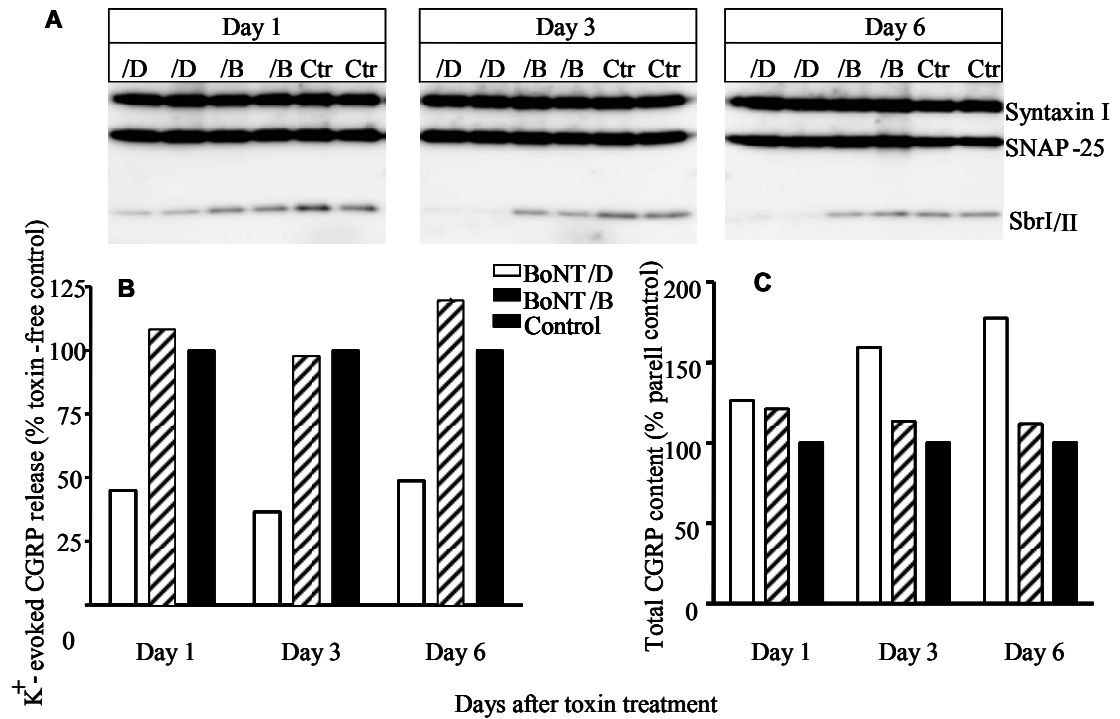 A
Day 1
Day 3
Day 6
/D /D /B /B Ctr Ctr
/D /D /B /B Ctr Ctr
/D /D /B /B Ctr Ctr
Syntaxin I
SNAP-25
SbrI/II
B
K+-evoked CGRP release (% toxin-free control)
125
100
75
50
25
0
Day 1
Day 3
Day 6
BoNT/D
BoNT/B
Control
C
Total CGRP content (% parell control)
200
150
100
50
0
Day 1
Day 3
Day 6
Days after toxin treatment